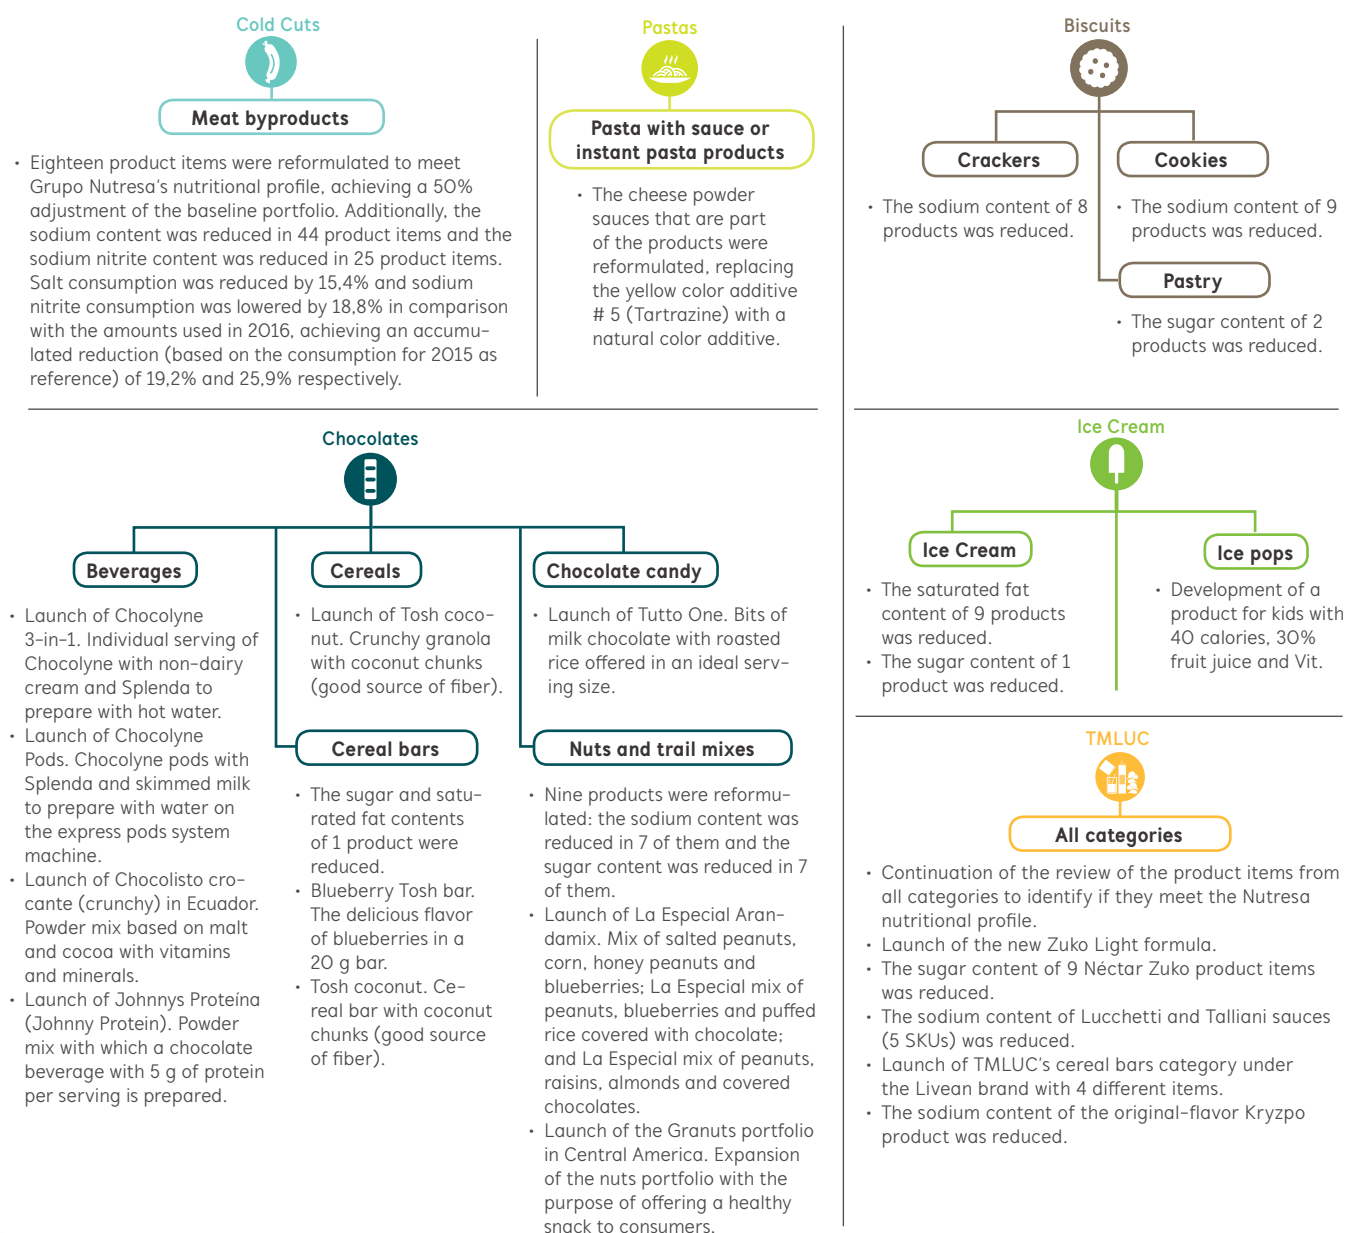 Cold Cuts
Meat byproducts
• Eighteen product items were reformulated to meet
Grupo Nutresa's nutritional profile, achieving a 50%
adjustment of the baseline portfolio. Additionally, the
sodium content was reduced in 44 product items and the
sodium nitrite content was reduced in 25 product items.
Salt consumption was reduced by 15,4% and sodium
nitrite consumption was lowered by 18,8% in comparison
with the amounts used in 2016, achieving an accumu-
lated reduction (based on the consumption for 2015 as
reference) of 19,2% and 25,9% respectively.
Pastas
Pasta with sauce or
instant pasta products
• The cheese powder
sauces that are part
of the products were
reformulated, replacing
the yellow color additive
# 5 (Tartrazine) with a
natural color additive.
Biscuits
Crackers
• The sodium content of 8
products was reduced.
Cookies
• The sodium content of 9
products was reduced.
Pastry
• The sugar content of 2
products was reduced.
Chocolates
Beverages
• Launch of Chocolyne
3-in-1. Individual serving of
Chocolyne with non-dairy
cream and Splenda to
prepare with hot water.
• Launch of Chocolyne
Pods. Chocolyne pods with
Splenda and skimmed milk
to prepare with water on
the express pods system
machine.
• Launch of Chocolisto cro-
cante (crunchy) in Ecuador.
Powder mix based on malt
and cocoa with vitamins
and minerals.
• Launch of Johnnys Proteína
(Johnny Protein). Powder
mix with which a chocolate
beverage with 5 g of protein
per serving is prepared.
Cereals
• Launch of Tosh coco-
nut. Crunchy granola
with coconut chunks
(good source of fiber).
Cereal bars
• The sugar and satu-
rated fat contents
of 1 product were
reduced.
• Blueberry Tosh bar.
The delicious flavor
of blueberries in a
20 g bar.
• Tosh coconut. Ce-
real bar with coconut
chunks (good source
of fiber).
Chocolate candy
• Launch of Tutto One. Bits of
milk chocolate with roasted
rice offered in an ideal serv-
ing size.
Nuts and trail mixes
• Nine products were reformu-
lated: the sodium content was
reduced in 7 of them and the
sugar content was reduced in 7
of them.
• Launch of La Especial Aran-
damix. Mix of salted peanuts,
corn, honey peanuts and
blueberries; La Especial mix of
peanuts, blueberries and puffed
rice covered with chocolate;
and La Especial mix of peanuts,
raisins, almonds and covered
chocolates.
• Launch of the Granuts portfolio
in Central America. Expansion
of the nuts portfolio with the
purpose of offering a healthy
snack to consumers.
Ice Cream
Ice Cream
• The saturated fat
content of 9 products
was reduced.
• The sugar content of 1
product was reduced.
Ice pops
• Development of a
product for kids with
40 calories, 30%
fruit juice and Vit.
TMLUC
All categories
• Continuation of the review of the product items from
all categories to identify if they meet the Nutresa
nutritional profile.
• Launch of the new Zuko Light formula.
• The sugar content of 9 Néctar Zuko product items
was reduced.
• The sodium content of Lucchetti and Talliani sauces
(5 SKUs) was reduced.
• Launch of TMLUC's cereal bars category under
the Livean brand with 4 different items.
• The sodium content of the original-flavor Kryzpo
product was reduced.